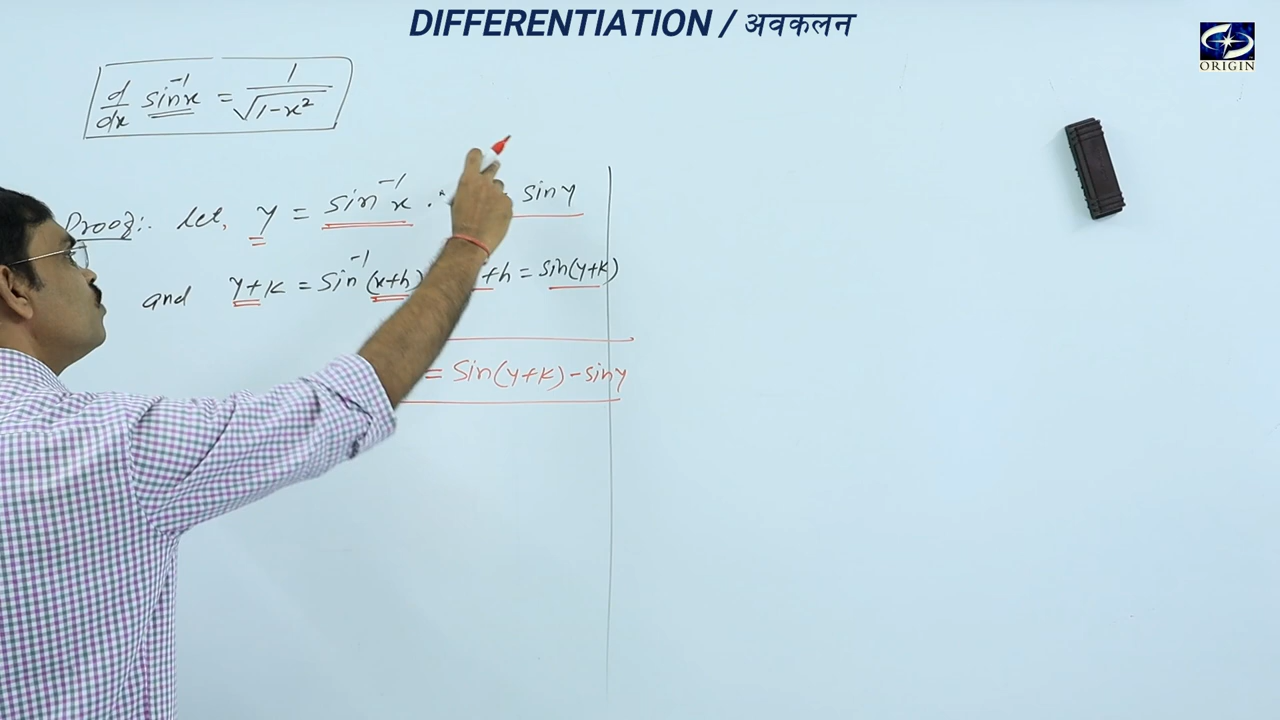 DIFFERENTIATION / अवकलन
ORIGIN
d/dx sin⁻¹x = 1/√(1-x²)
Proof:. Let, y = sin⁻¹x ∴ sin y
and y+k = sin⁻¹(x+h) +h = sin(y+k)
= Sin(y+k) - sin y